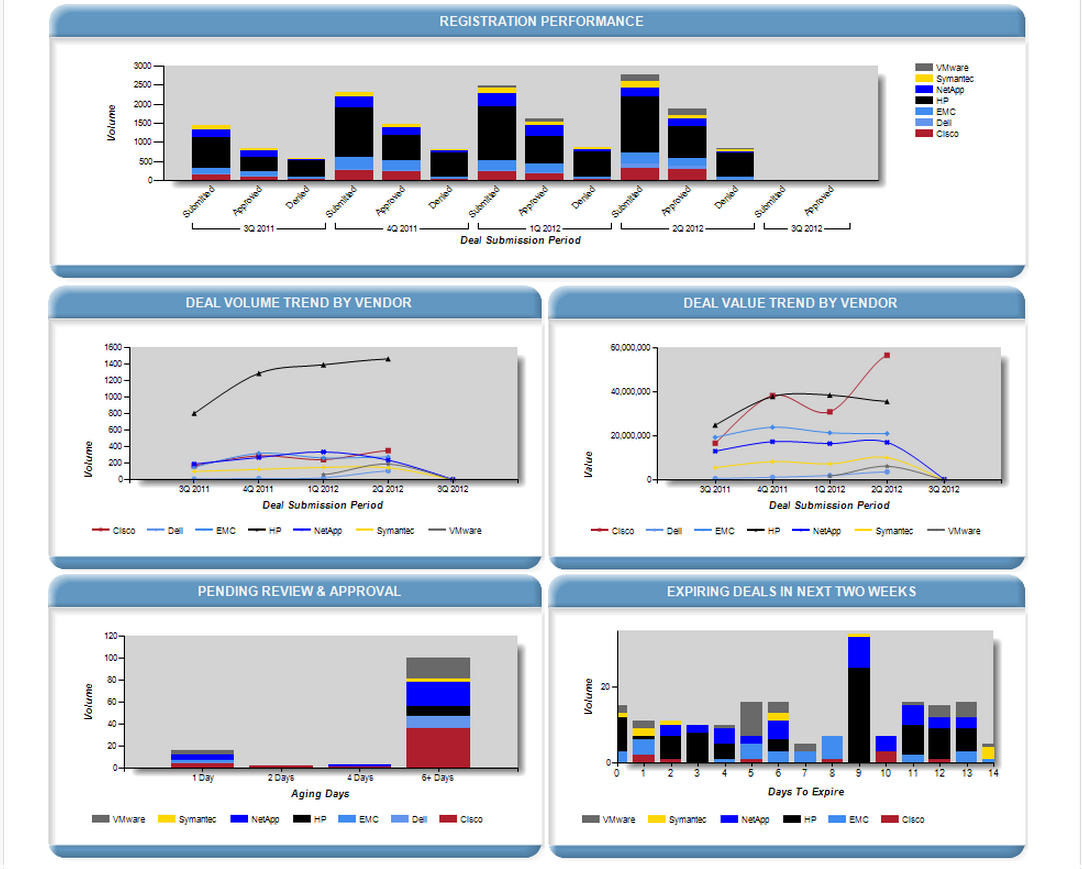 REGISTRATION PERFORMANCE
3000
2500
2000
1500
1000
500
0
Volume
Submitted
Approved
Denied
Submitted
Approved
Denied
Submitted
Approved
Denied
Submitted
Approved
Denied
Submitted
Approved
3Q 2011
4Q 2011
1Q 2012
2Q 2012
3Q 2012
Deal Submission Period
VMware
Symantec
NetApp
HP
EMC
Dell
Cisco
DEAL VOLUME TREND BY VENDOR
1600
1400
1200
1000
800
600
400
200
0
Volume
3Q 2011 4Q 2011 1Q 2012 2Q 2012 3Q 2012
Deal Submission Period
Cisco Dell EMC HP NetApp Symantec VMware
DEAL VALUE TREND BY VENDOR
60,000,000
40,000,000
20,000,000
0
Value
3Q 2011 4Q 2011 1Q 2012 2Q 2012 3Q 2012
Deal Submission Period
Cisco Dell EMC HP NetApp Symantec VMware
PENDING REVIEW & APPROVAL
120
100
80
60
40
20
0
Volume
1 Day 2 Days 4 Days 6+ Days
Aging Days
VMware Symantec NetApp HP EMC Dell Cisco
EXPIRING DEALS IN NEXT TWO WEEKS
20
0
Volume
0 1 2 3 4 5 6 7 8 9 10 11 12 13 14
Days To Expire
VMware Symantec NetApp HP EMC Cisco